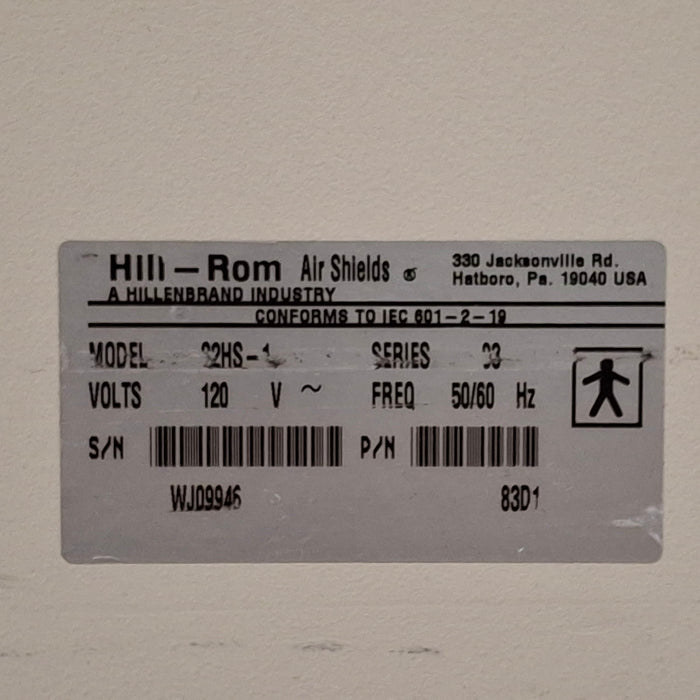 Hill-Rom Air Shields ®
330 Jacksonville Rd.
Hatboro, Pa. 19040 USA
A HILLENBRAND INDUSTRY
CONFORMS TO IEC 601-2-19
MODEL SERIES
VOLTS 120 V ~ FREQ 50/60 Hz
S/N P/N
WJ09946 83D1